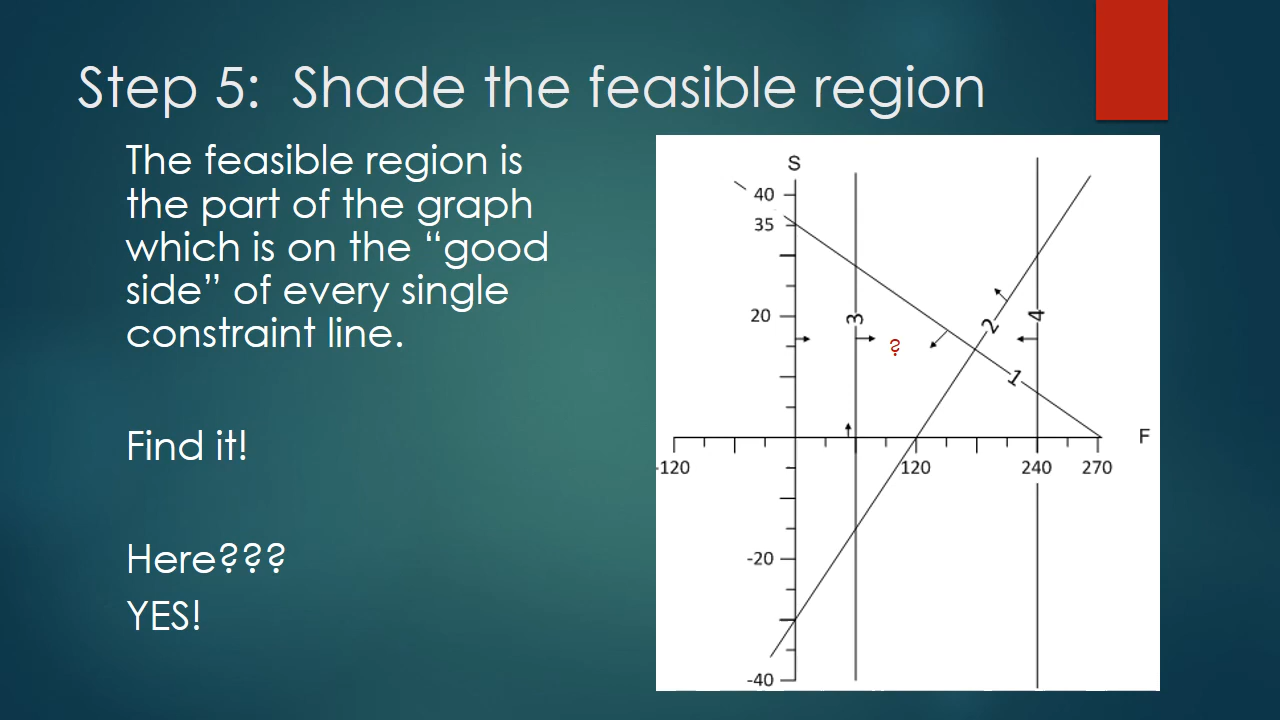 Step 5:  Shade the feasible region
The feasible region is
the part of the graph
which is on the “good
side” of every single
constraint line.
Find it!
Here???
YES!
S
40
35
20
3
?
2
4
1
F
-120
120
240
270
-20
-40